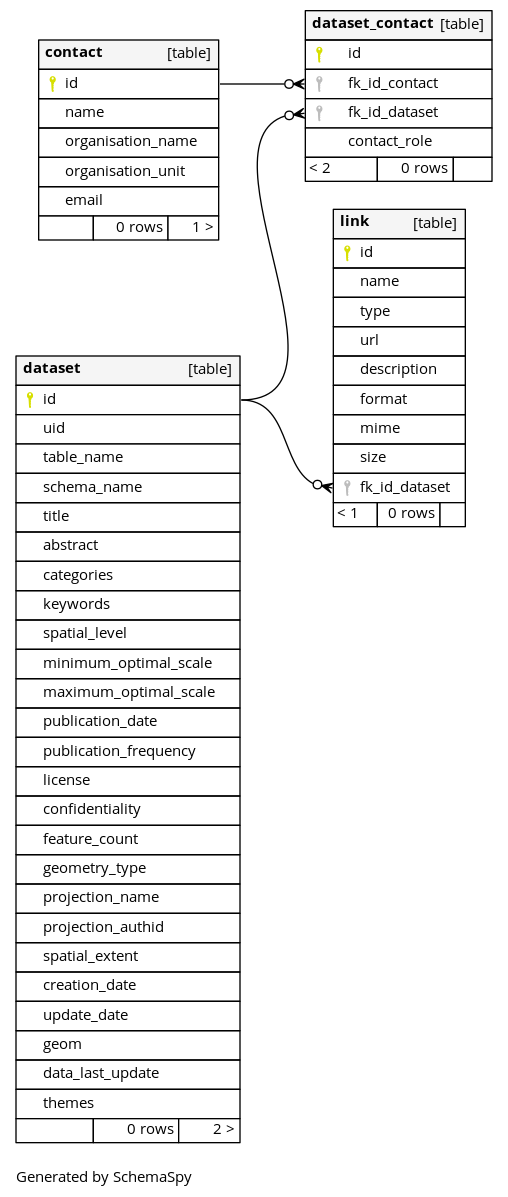 contact [table]
id
name
organisation_name
organisation_unit
email
0 rows 1 >
dataset_contact [table]
id
fk_id_contact
fk_id_dataset
contact_role
< 2 0 rows
link [table]
id
name
type
url
description
format
mime
size
fk_id_dataset
< 1 0 rows
dataset [table]
id
uid
table_name
schema_name
title
abstract
categories
keywords
spatial_level
minimum_optimal_scale
maximum_optimal_scale
publication_date
publication_frequency
license
confidentiality
feature_count
geometry_type
projection_name
projection_authid
spatial_extent
creation_date
update_date
geom
data_last_update
themes
0 rows 2 >
Generated by SchemaSpy